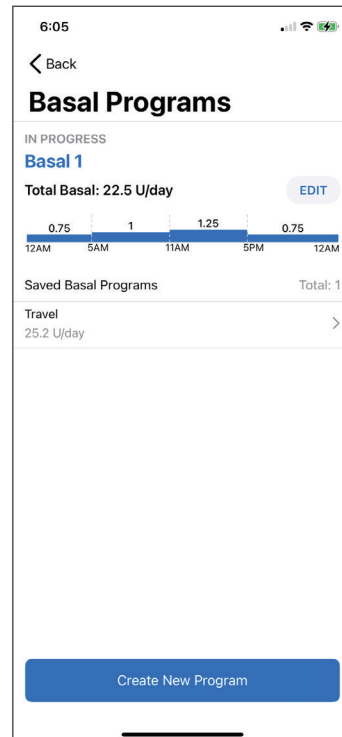 6:05
Back
Basal Programs
IN PROGRESS
Basal 1
Total Basal: 22.5 U/day EDIT
0.75 1 1.25 0.75
12AM 5AM 11AM 5PM 12AM
Saved Basal Programs Total: 1
Travel
25.2 U/day
Create New Program